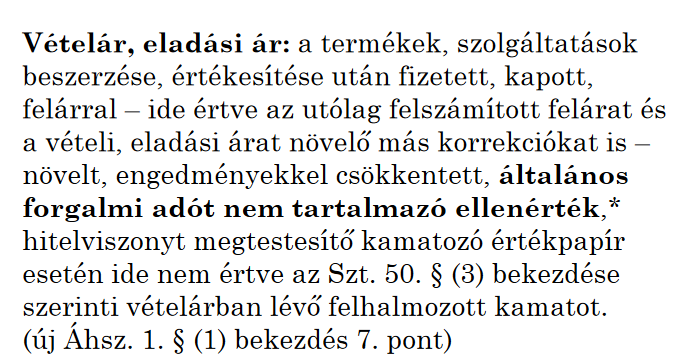 Vételár, eladási ár: a termékek, szolgáltatások
beszerzése, értékesítése után fizetett, kapott,
felárral – ide értve az utólag felszámított felárat és
a vételi, eladási árat növelő más korrekciókat is –
növelt, engedményekkel csökkentett, általános
forgalmi adót nem tartalmazó ellenérték,*
hitelviszonyt megtestesítő kamatozó értékpapír
esetén ide nem értve az Szt. 50. § (3) bekezdése
szerinti vételárban lévő felhalmozott kamatot.
(új Áhsz. 1. § (1) bekezdés 7. pont)